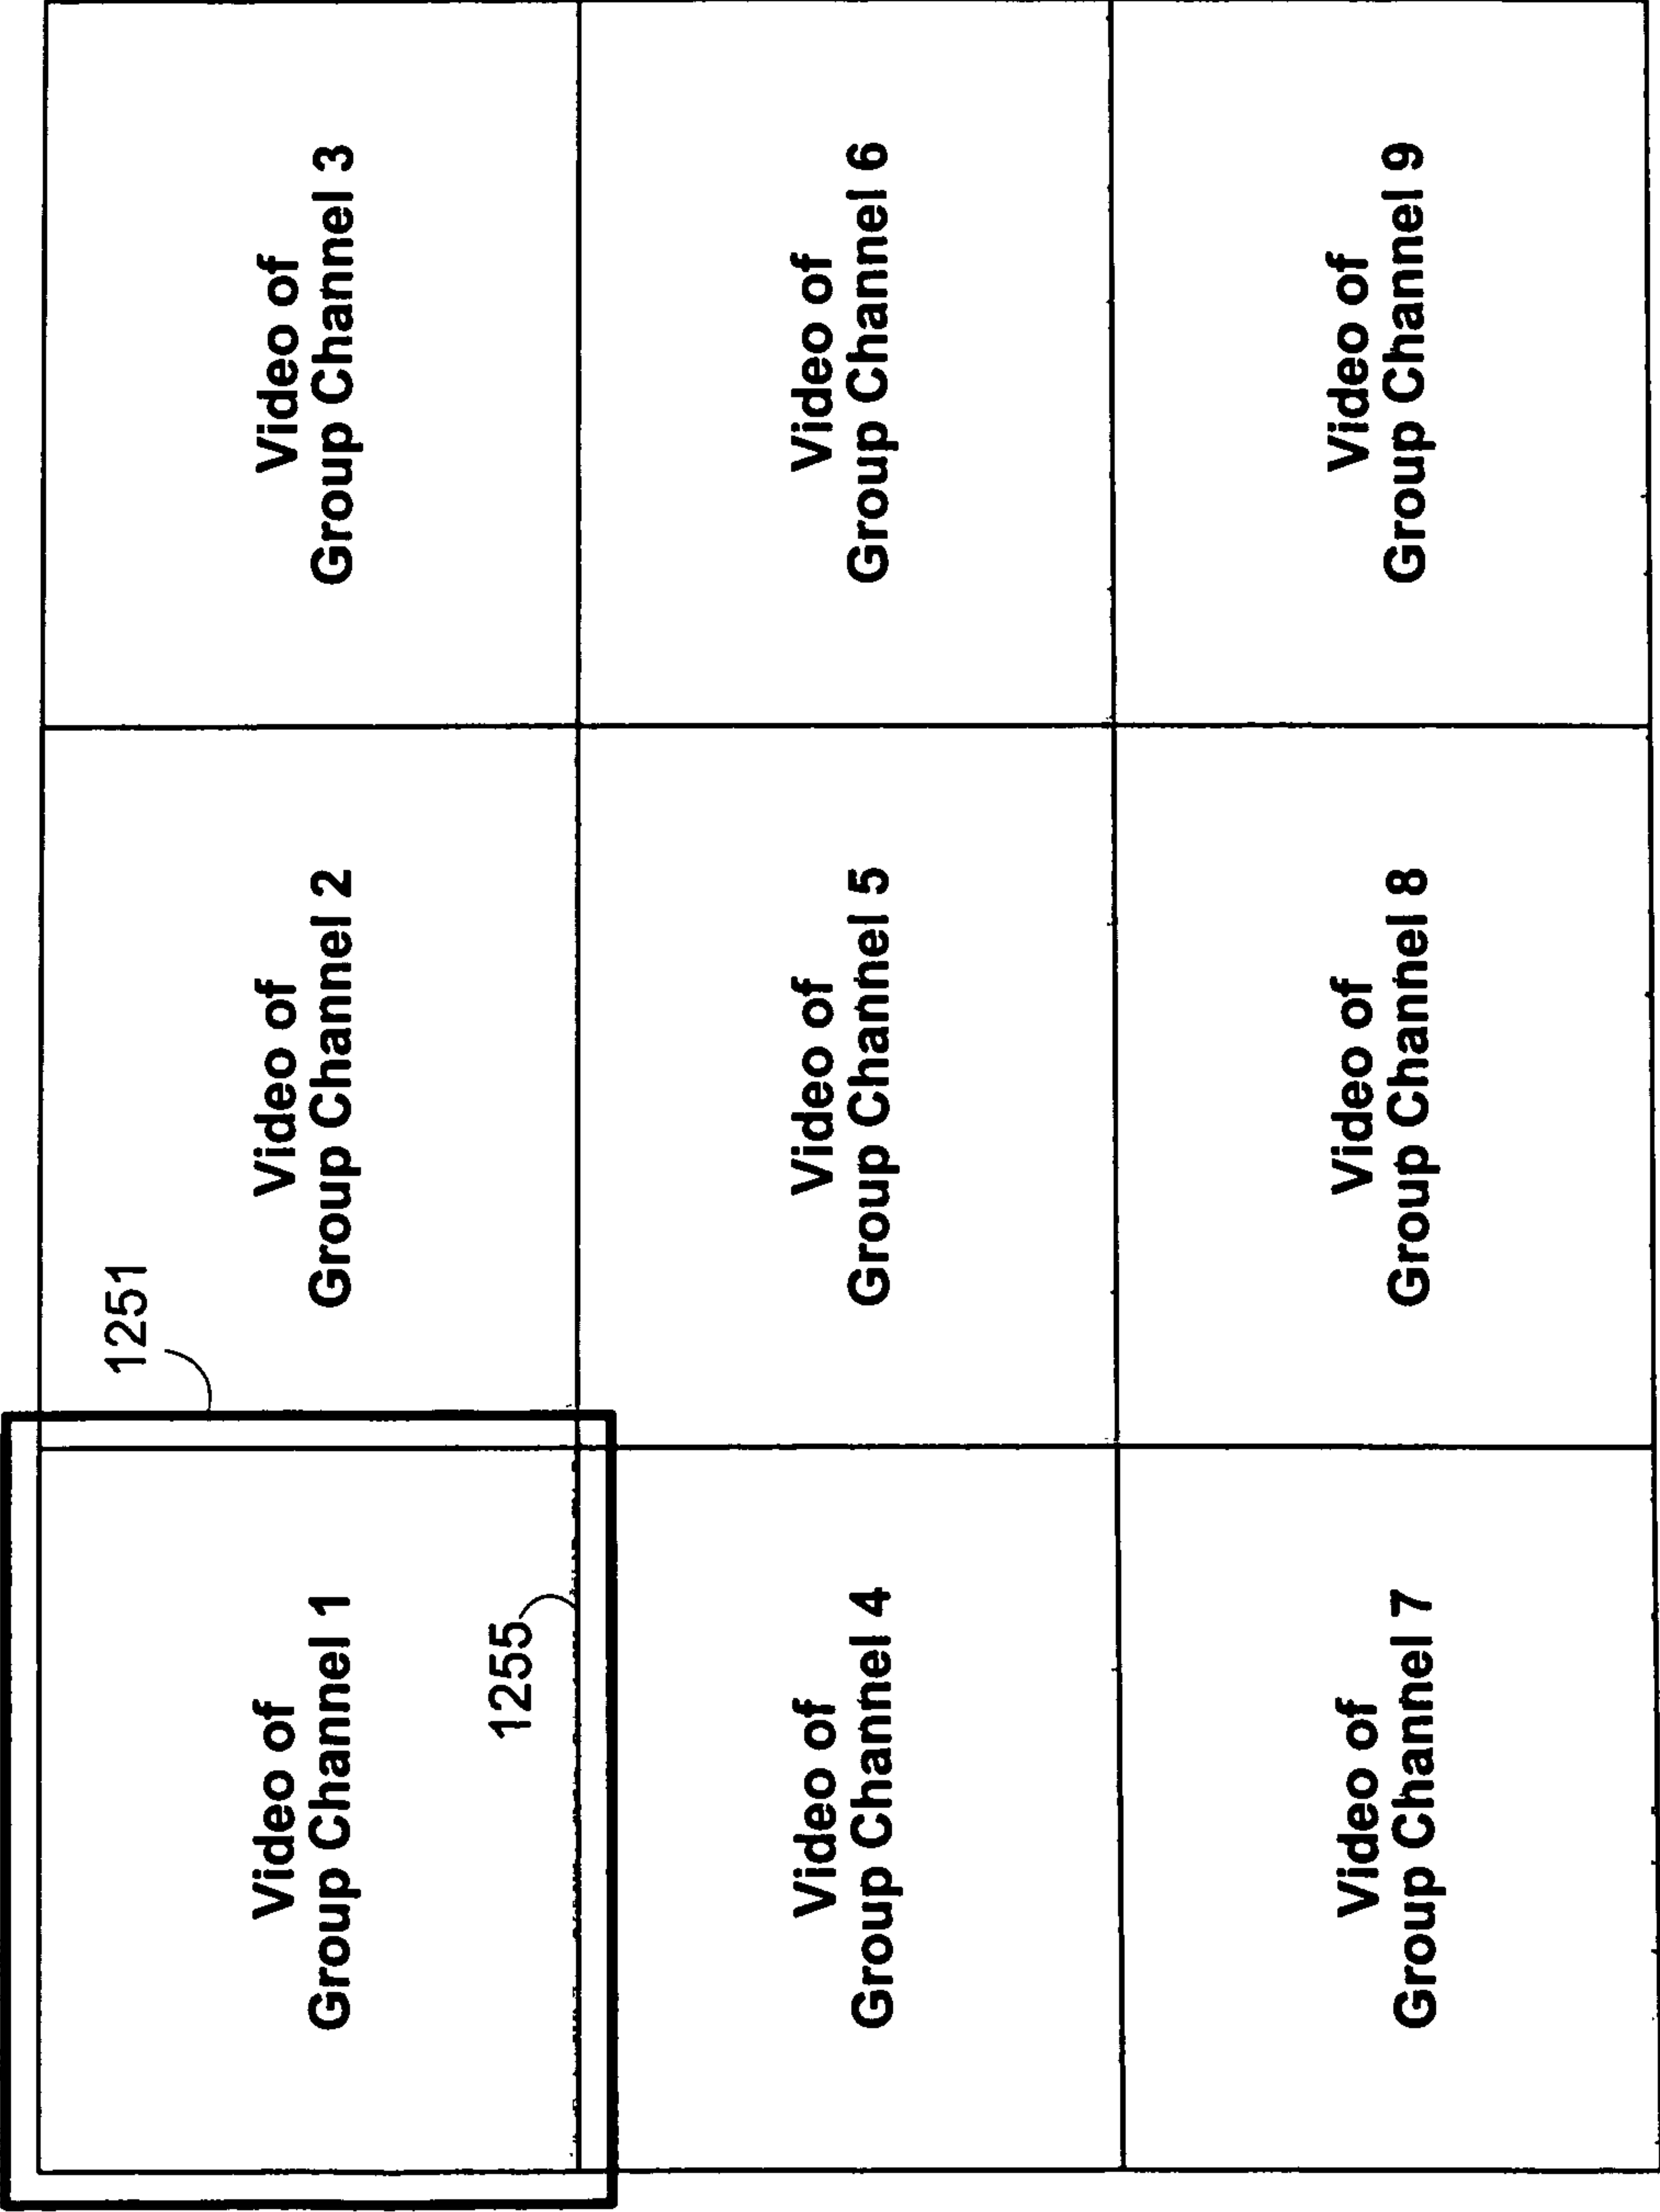 Video of
Group Channel 1
1255
1251
Video of
Group Channel 2
Video of
Group Channel 3
Video of
Group Channel 4
Video of
Group Channel 5
Video of
Group Channel 6
Video of
Group Channel 7
Video of
Group Channel 8
Video of
Group Channel 9